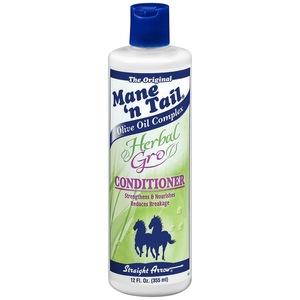 The Original
Mane 'n Tail
Olive Oil Complex
Herbal
Gro
CONDITIONER
Strengthens & Nourishes
Reduces Breakage
Straight Arrow
12 FL. OZ (355 ml)